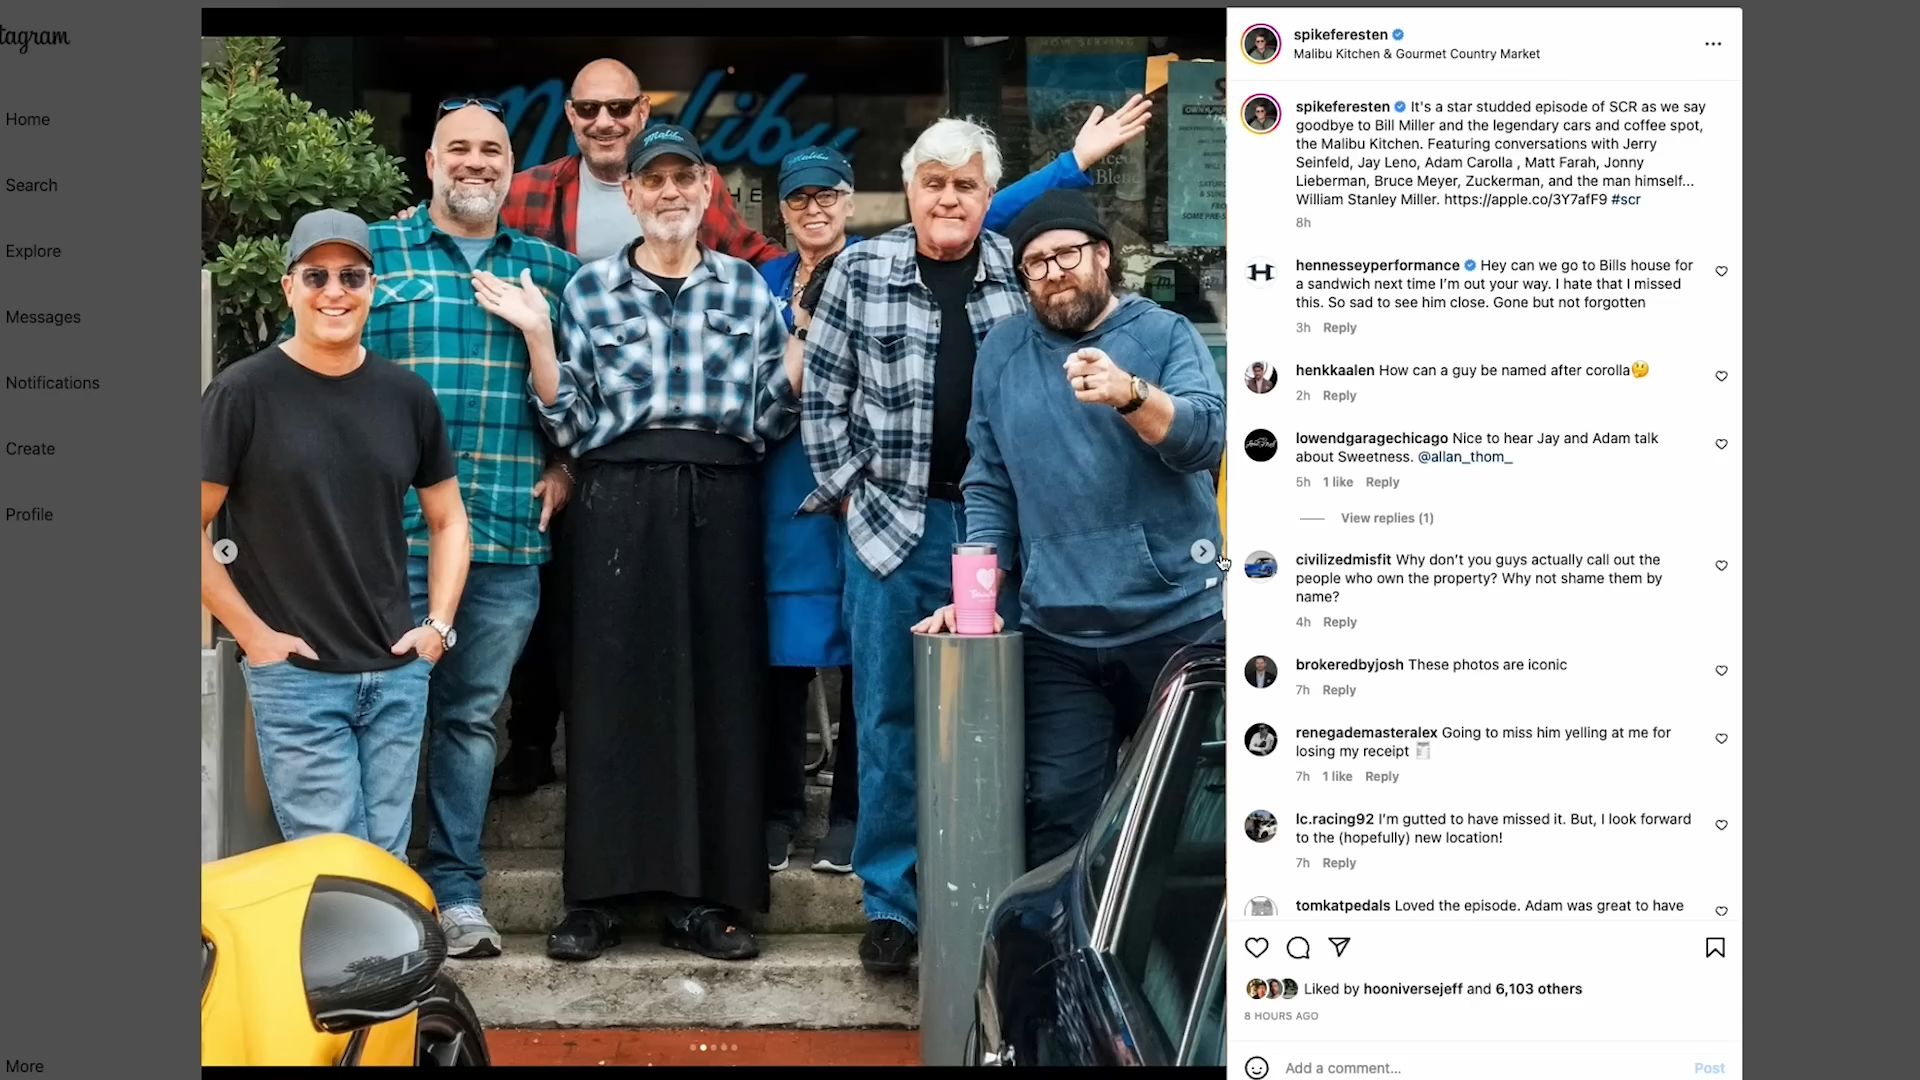 tagram
Home
Search
Explore
Messages
Notifications
Create
Profile
More
NOW SERVING
Malibu
THE
Malibu
Blend
spikeferesten
Malibu Kitchen & Gourmet Country Market
spikeferesten It's a star studded episode of SCR as we say
goodbye to Bill Miller and the legendary cars and coffee spot,
the Malibu Kitchen. Featuring conversations with Jerry
Seinfeld, Jay Leno, Adam Carolla , Matt Farah, Jonny
Lieberman, Bruce Meyer, Zuckerman, and the man himself...
William Stanley Miller. https://apple.co/3Y7afF9 #scr
8h
hennesseyperformance Hey can we go to Bills house for
a sandwich next time I'm out your way. I hate that I missed
this. So sad to see him close. Gone but not forgotten
3h Reply
henkkaalen How can a guy be named after corolla🤔
2h Reply
lowendgaragechicago Nice to hear Jay and Adam talk
about Sweetness. @allan_thom_
5h 1 like Reply
View replies (1)
civilizedmisfit Why don't you guys actually call out the
people who own the property? Why not shame them by
name?
4h Reply
brokeredbyjosh These photos are iconic
7h Reply
renegademasteralex Going to miss him yelling at me for
losing my receipt 🧾
7h 1 like Reply
lc.racing92 I'm gutted to have missed it. But, I look forward
to the (hopefully) new location!
7h Reply
tomkatpedals Loved the episode. Adam was great to have
Liked by hooniversejeff and 6,103 others
8 HOURS AGO
Add a comment...
Post